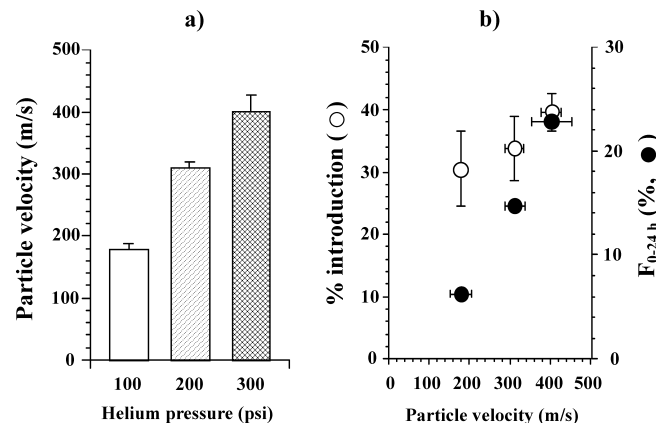 a)
500
400
300
200
100
0
Particle velocity (m/s)
100 200 300
Helium pressure (psi)
b)
50
40
30
20
10
0
% introduction (○)
30
20
10
0
F0-24 h (%, ●)
0 100 200 300 400 500
Particle velocity (m/s)